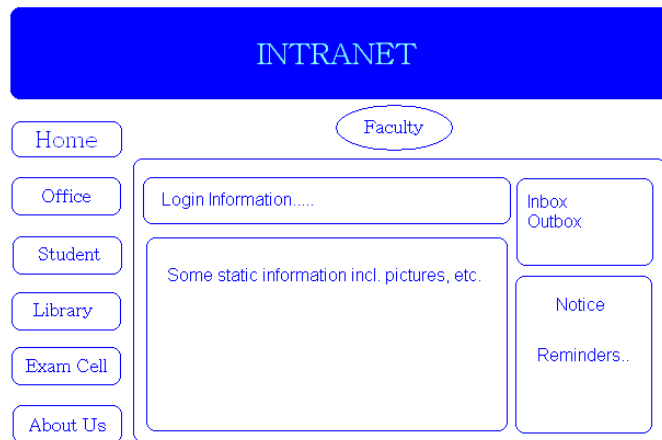 INTRANET
Faculty
Home
Office
Student
Library
Exam Cell
About Us
Login Information.....
Some static information incl. pictures, etc.
Inbox
Outbox
Notice
Reminders..